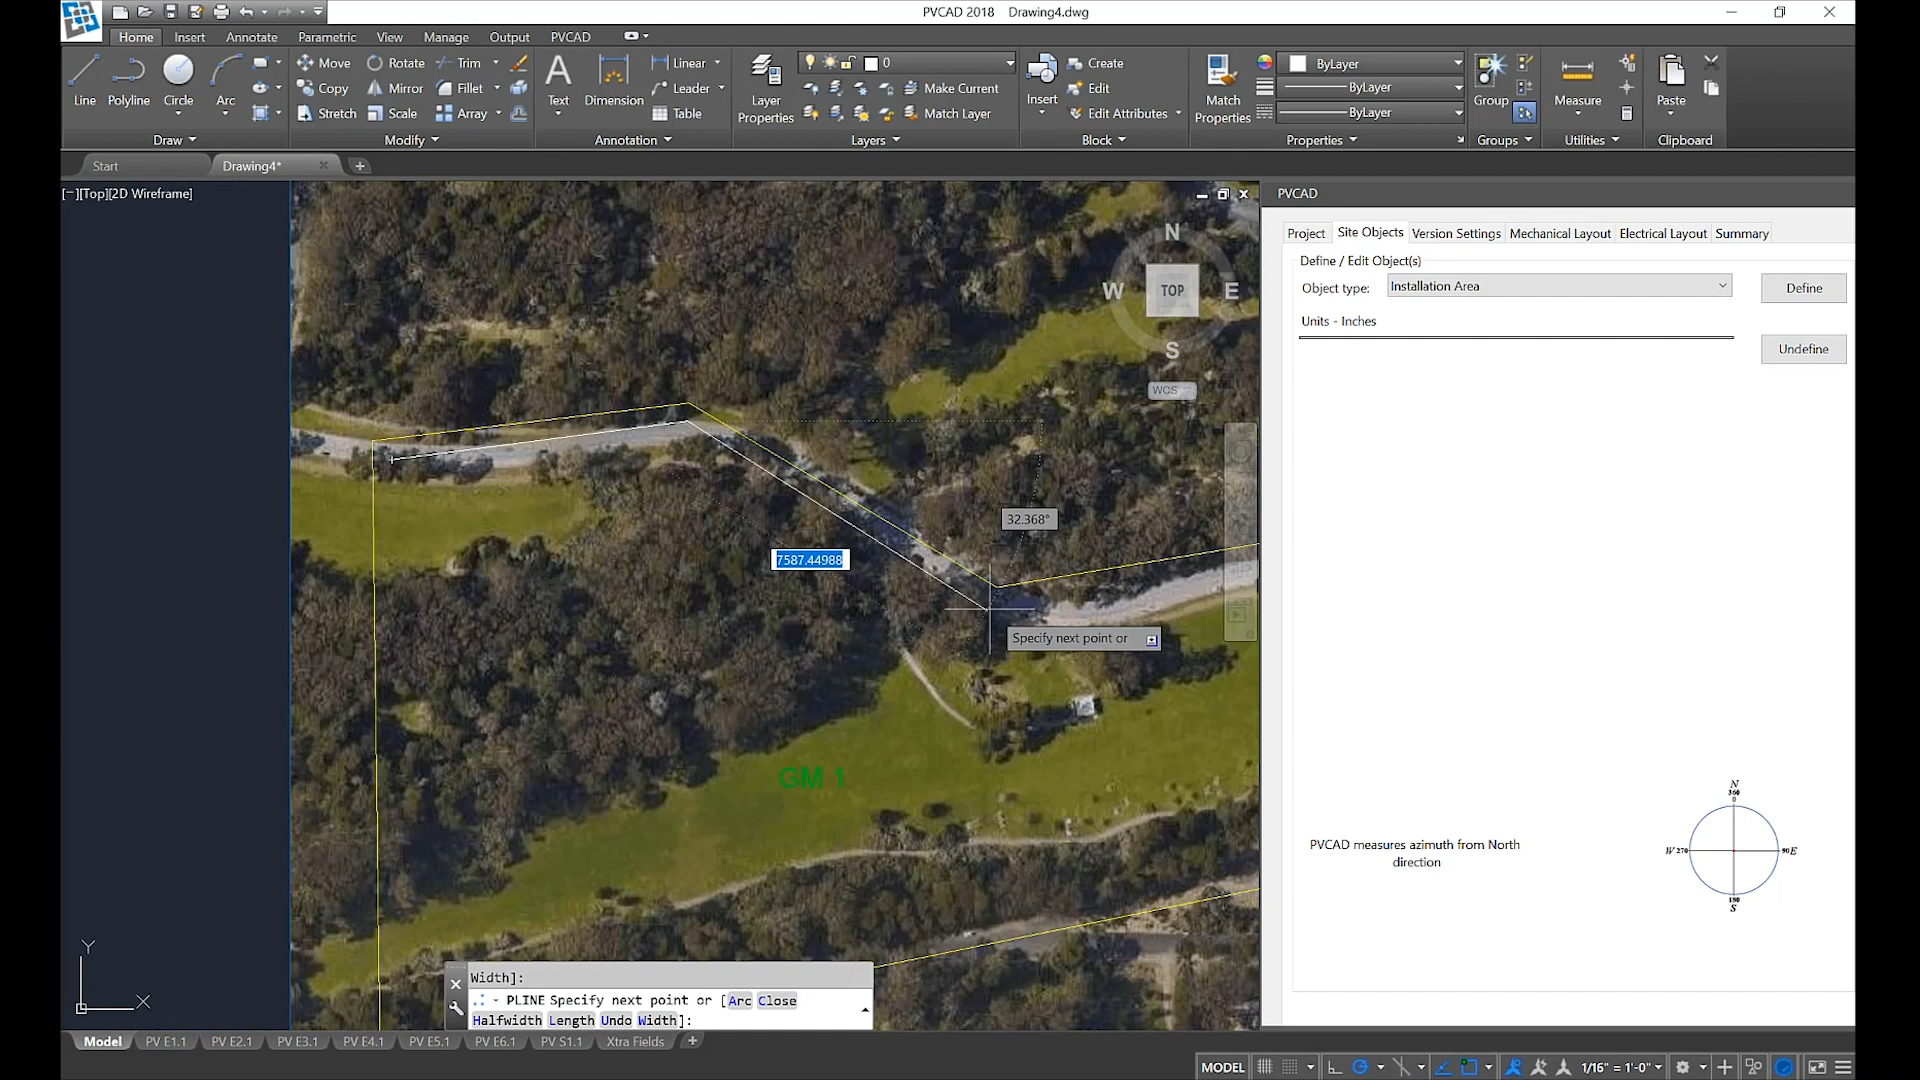 PVCAD 2018 Drawing4.dwg
Home Insert Annotate Parametric View Manage Output PVCAD
Line Polyline Circle Arc
Move Rotate Trim
Copy Mirror Fillet
Stretch Scale Array
Text Dimension
Linear
Leader
Table
Layer Properties
0
Make Current
Match Layer
Insert
Create
Edit
Edit Attributes
Match Properties
ByLayer
ByLayer
ByLayer
Group
Measure
Paste
Draw Modify Annotation Layers Block Properties Groups Utilities Clipboard
Start Drawing4*
[−][Top][2D Wireframe]
N
W TOP E
S
WCS
32.368°
7587.44988
Specify next point or
GM 1
Y
X
Width]:
PLINE Specify next point or [Arc Close
Halfwidth Length Undo Width]:
PVCAD
Project Site Objects Version Settings Mechanical Layout Electrical Layout Summary
Define / Edit Object(s)
Object type: Installation Area Define
Units - Inches
Undefine
PVCAD measures azimuth from North
direction
N
360
0
W 270 90 E
180
S
Model PV E1.1 PV E2.1 PV E3.1 PV E4.1 PV E5.1 PV E6.1 PV S1.1 Xtra Fields
MODEL 1/16" = 1'-0"